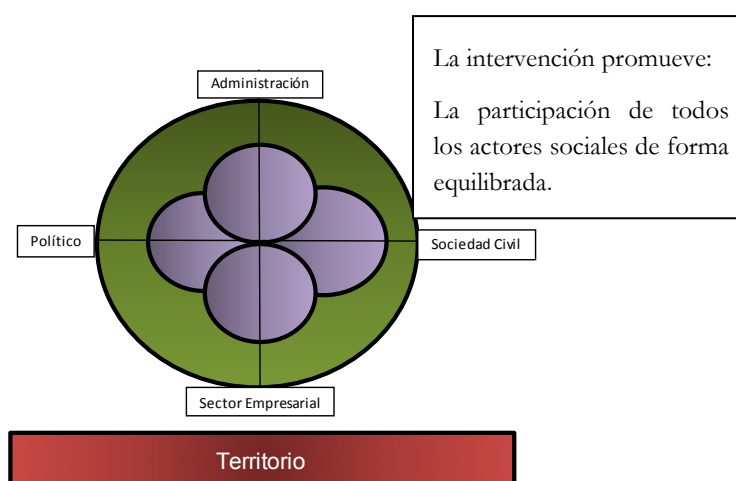 La intervención promueve:
La participación de todos
los actores sociales de forma
equilibrada.
Administración
Político
Sociedad Civil
Sector Empresarial
Territorio